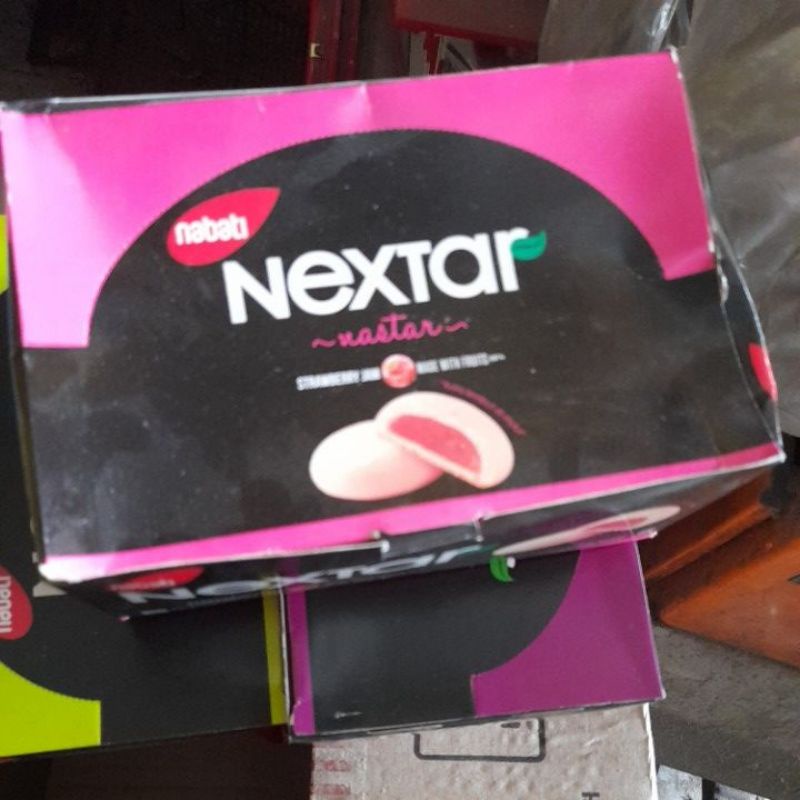 nabati
Nextar
~nastar~
STRAWBERRY JAM MADE WITH FRUITS
Nextar
nabati